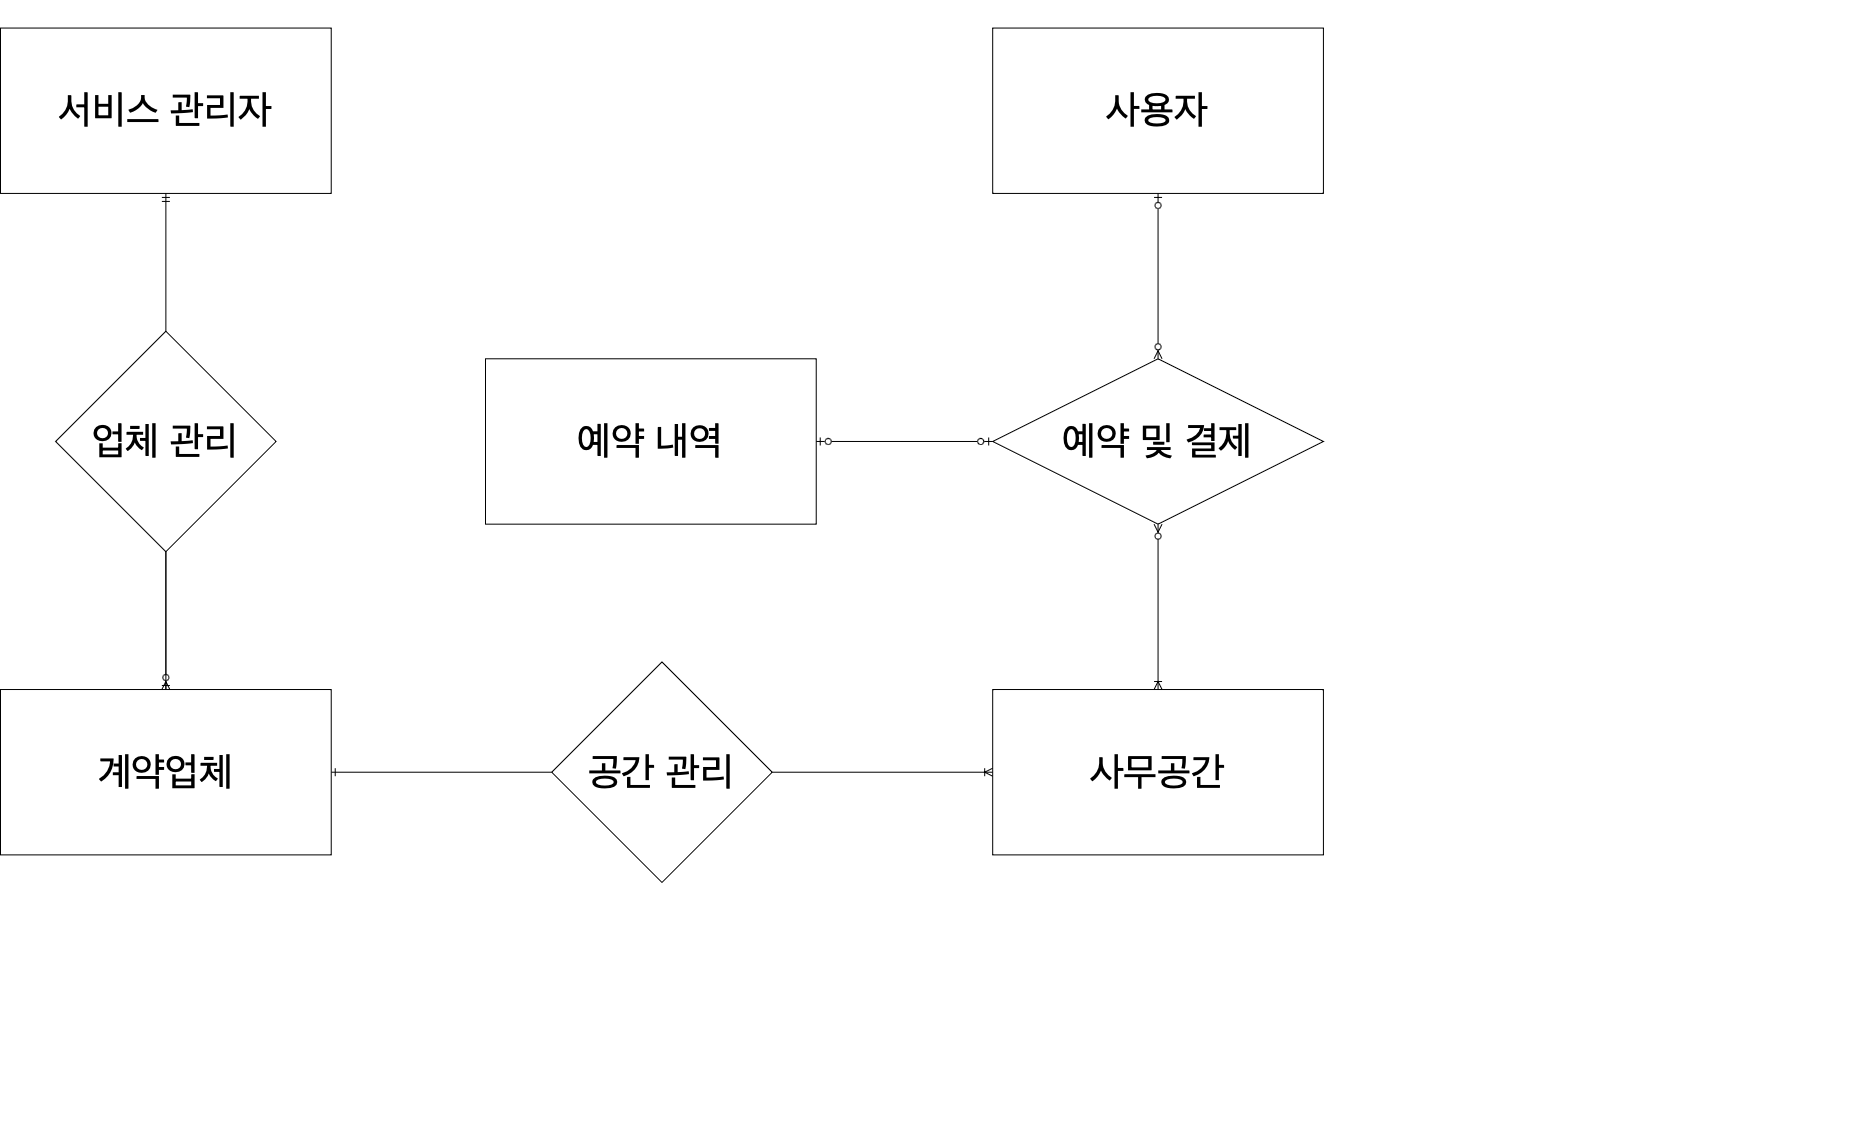 서비스 관리자
사용자
업체 관리
예약 내역
예약 및 결제
계약업체
공간 관리
사무공간